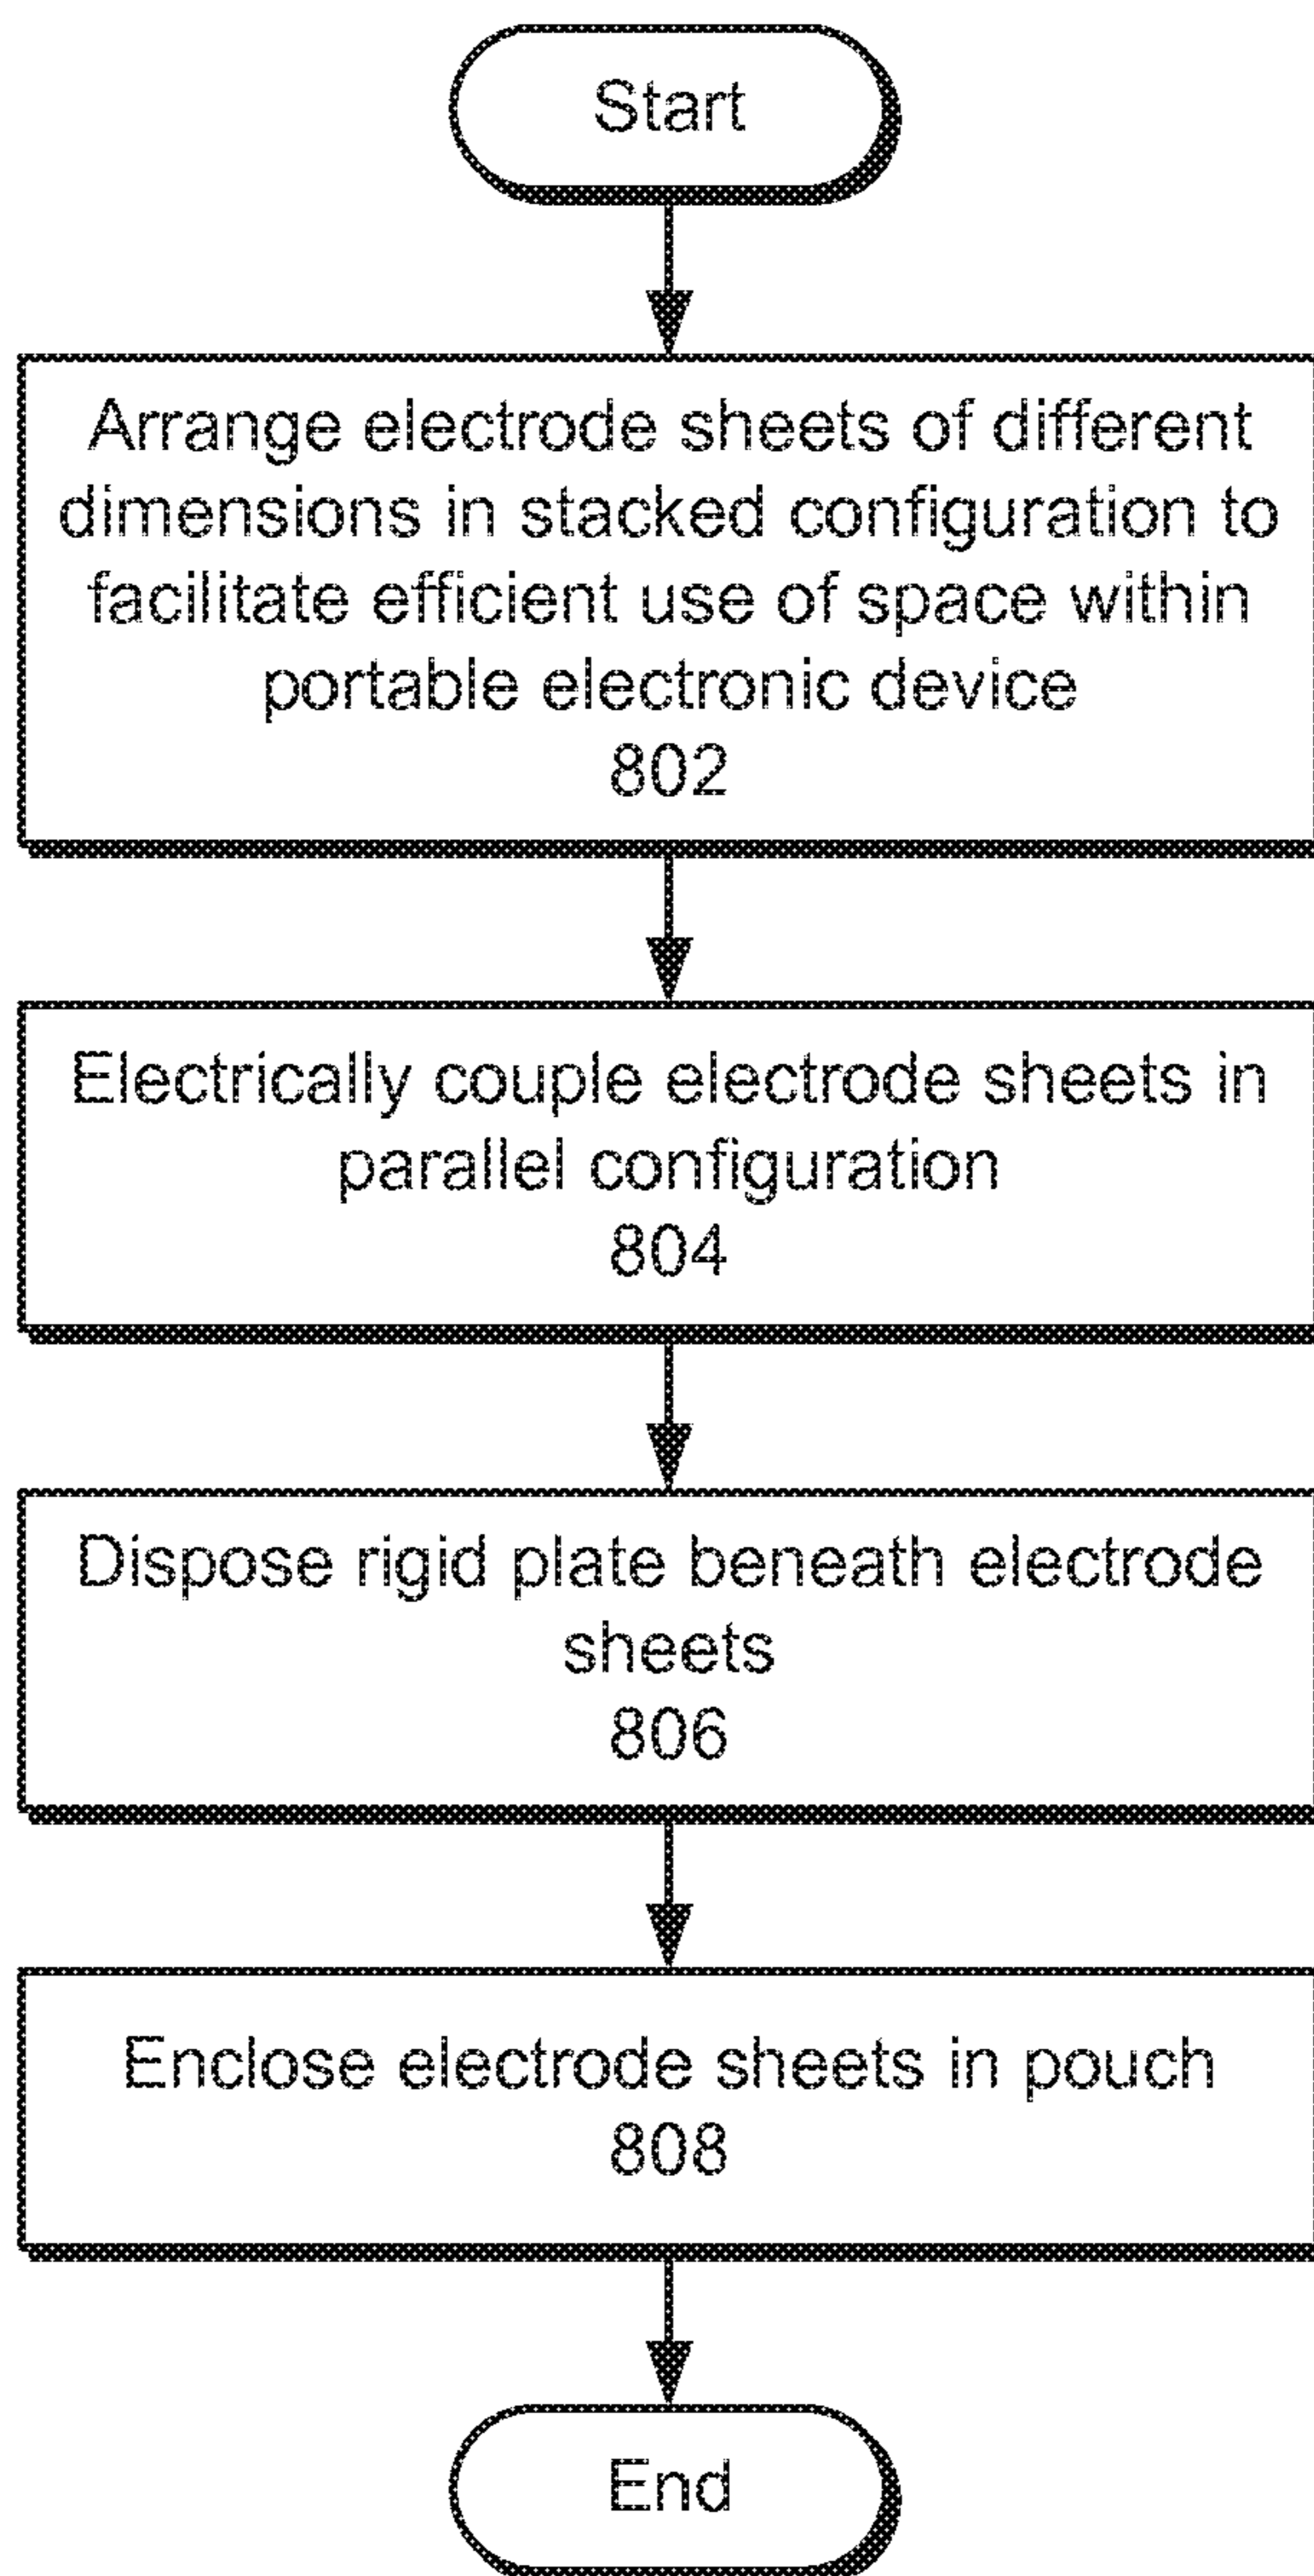 Start
Arrange electrode sheets of different
dimensions in stacked configuration to
facilitate efficient use of space within
portable electronic device
802
Electrically couple electrode sheets in
parallel configuration
804
Dispose rigid plate beneath electrode
sheets
806
Enclose electrode sheets in pouch
808
End